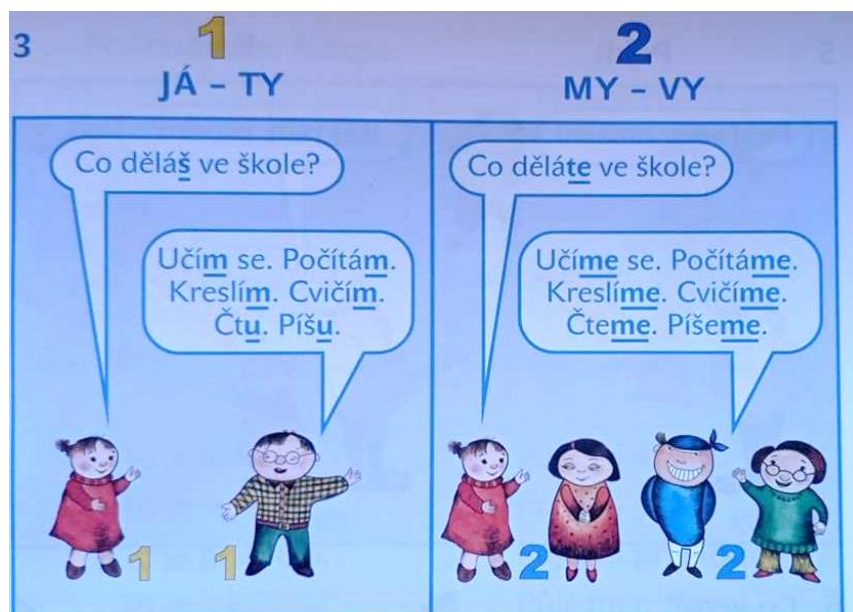 3
1
JÁ – TY
2
MY – VY
Co děláš ve škole?
Učím se. Počítám.
Kreslím. Cvičím.
Čtu. Píšu.
Co děláte ve škole?
Učíme se. Počítáme.
Kreslíme. Cvičíme.
Čteme. Píšeme.
1
1
2
2